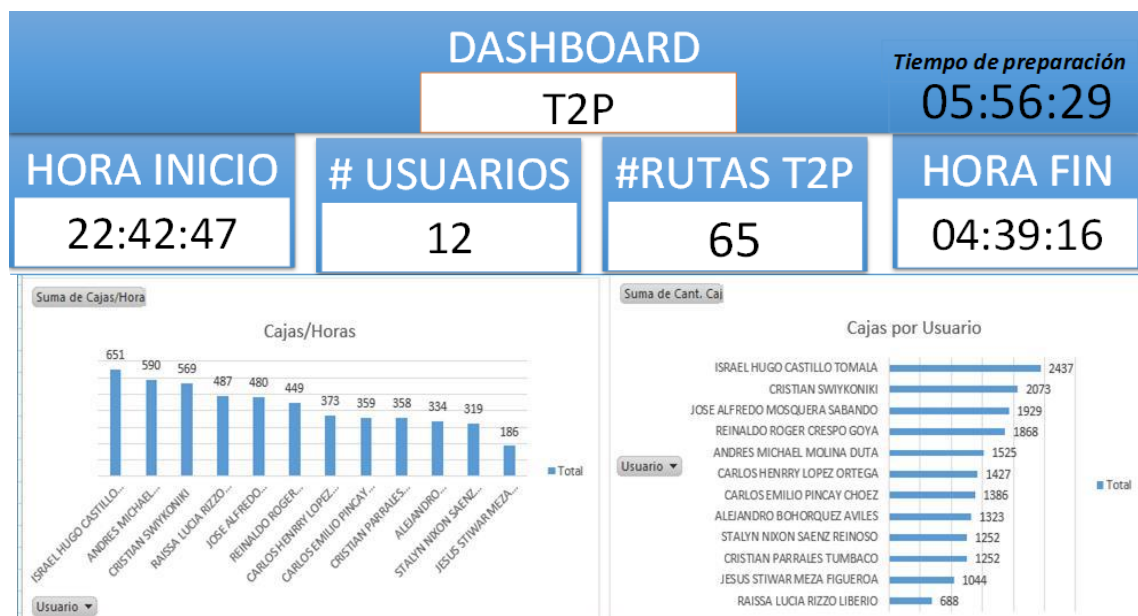 DASHBOARD
T2P
Tiempo de preparación
05:56:29
HORA INICIO
22:42:47
# USUARIOS
12
#RUTAS T2P
65
HORA FIN
04:39:16
Suma de Cajas/Hora
Cajas/Horas
651
590
569
487
480
449
373
359
358
334
319
186
Total
ISRAEL HUGO CASTILLO...
ANDRES MICHAEL...
CRISTIAN SWIYKONIKI
RAISSA LUCIA RIZZO...
JOSE ALFREDO...
REINALDO ROGER...
CARLOS HENRRY LOPEZ...
CARLOS EMILIO PINCAY...
CRISTIAN PARRALES...
ALEJANDRO...
STALYN NIXON SAENZ...
JESUS STIWAR MEZA...
Usuario
Suma de Cant. Caj
Cajas por Usuario
ISRAEL HUGO CASTILLO TOMALA 2437
CRISTIAN SWIYKONIKI 2073
JOSE ALFREDO MOSQUERA SABANDO 1929
REINALDO ROGER CRESPO GOYA 1868
ANDRES MICHAEL MOLINA DUTA 1525
CARLOS HENRRY LOPEZ ORTEGA 1427
CARLOS EMILIO PINCAY CHOEZ 1386
ALEJANDRO BOHORQUEZ AVILES 1323
STALYN NIXON SAENZ REINOSO 1252
CRISTIAN PARRALES TUMBACO 1252
JESUS STIWAR MEZA FIGUEROA 1044
RAISSA LUCIA RIZZO LIBERIO 688
Usuario
Total